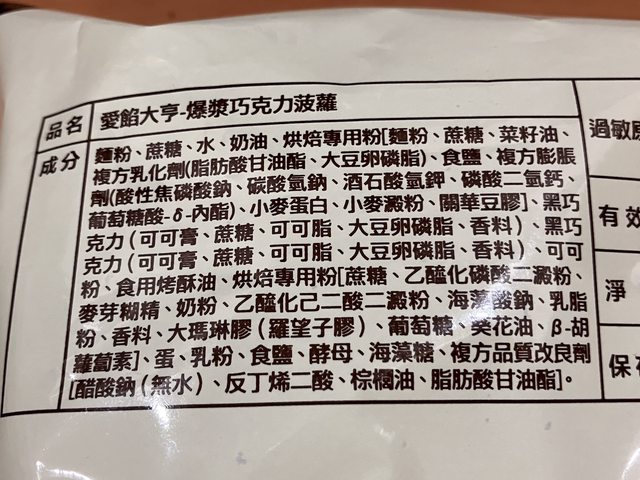 品名 愛餡大亨-爆漿巧克力菠蘿
成分 麵粉、蔗糖、水、奶油、烘焙專用粉[麵粉、蔗糖、菜籽油、
複方乳化劑(脂肪酸甘油酯、大豆卵磷脂)、食鹽、複方膨脹
劑(酸性焦磷酸鈉、碳酸氫鈉、酒石酸氫鉀、磷酸二氫鈣、
葡萄糖酸-δ-內酯)、小麥蛋白、小麥澱粉、關華豆膠]、黑巧
克力(可可膏、蔗糖、可可脂、大豆卵磷脂、香料)、黑巧
克力(可可膏、蔗糖、可可脂、大豆卵磷脂、香料)、可可
粉、食用烤酥油、烘焙專用粉[蔗糖、乙醯化磷酸二澱粉、
麥芽糊精、奶粉、乙醯化己二酸二澱粉、海藻酸鈉、乳脂
粉、香料、大瑪琳膠(羅望子膠)、葡萄糖、葵花油、β-胡
蘿蔔素]、蛋、乳粉、食鹽、酵母、海藻糖、複方品質改良劑
[醋酸鈉(無水)、反丁烯二酸、棕櫚油、脂肪酸甘油酯]。
過敏原
有效
淨
保存